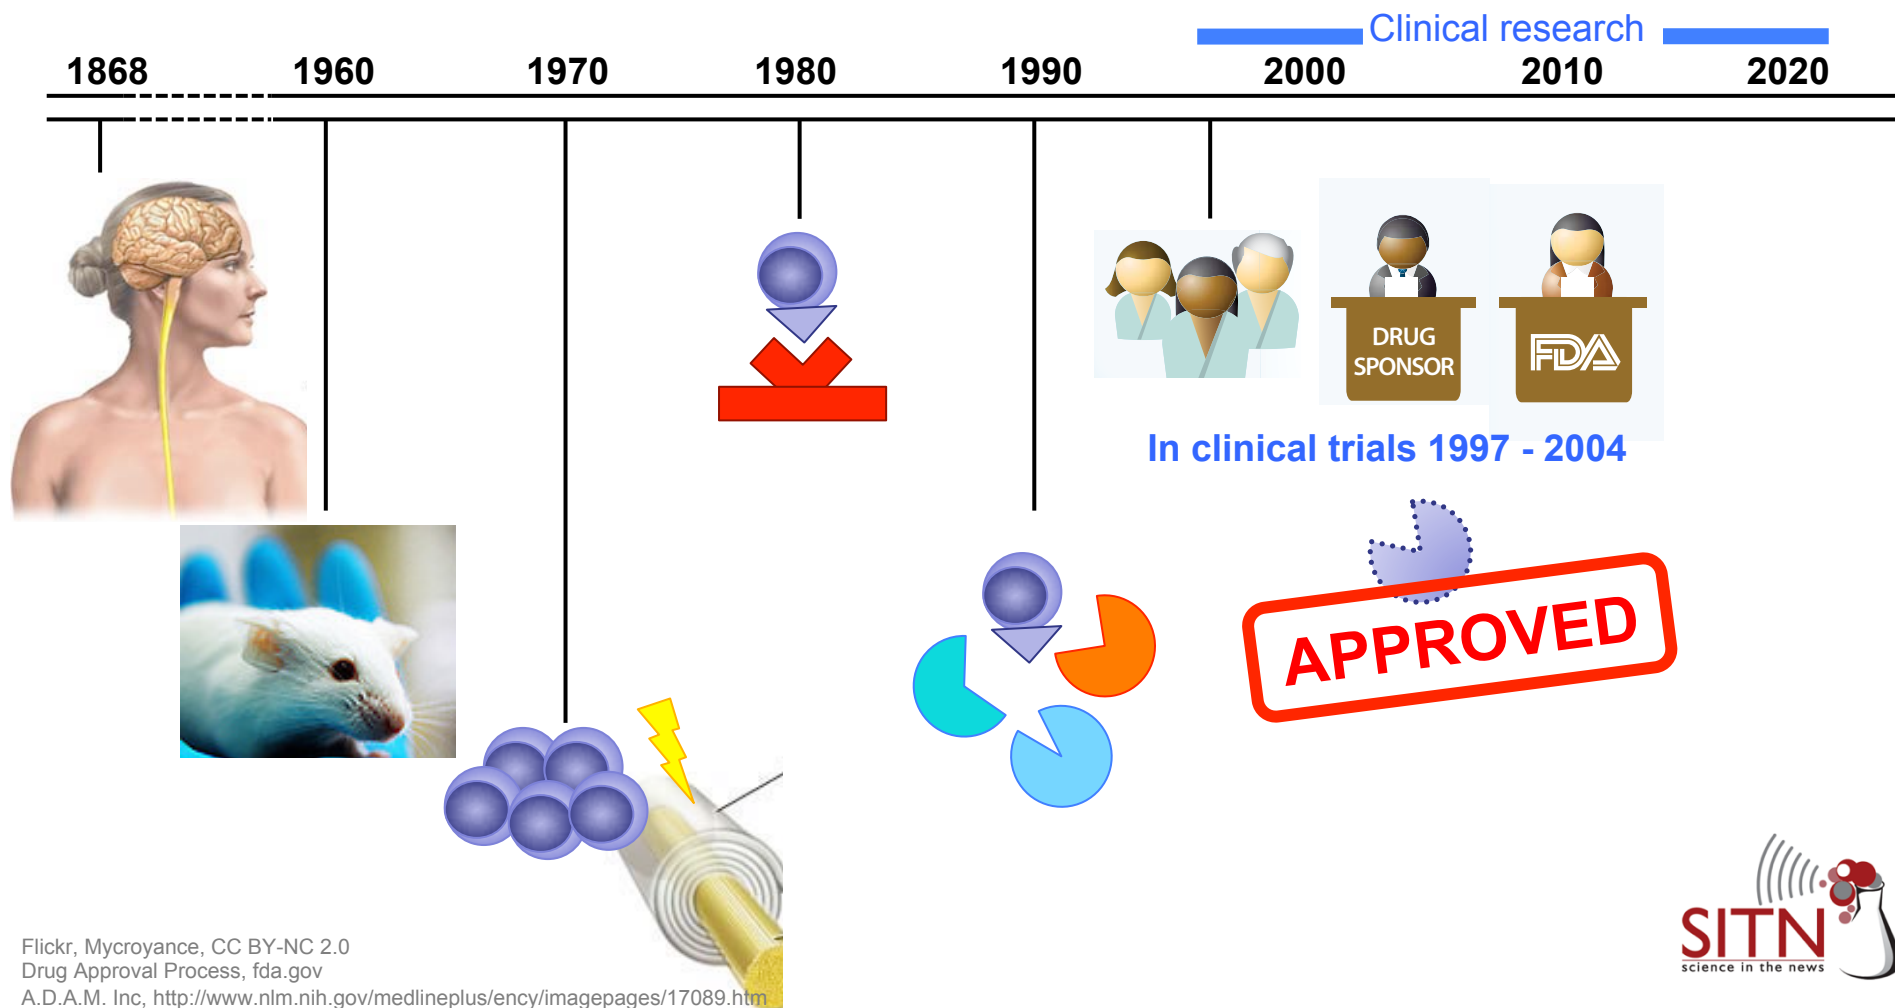 Clinical research
1868 1960 1970 1980 1990 2000 2010 2020
DRUG
SPONSOR
FDA
In clinical trials 1997 - 2004
APPROVED
SITN
science in the news
Flickr, Mycroyance, CC BY-NC 2.0
Drug Approval Process, fda.gov
A.D.A.M. Inc, http://www.nlm.nih.gov/medlineplus/ency/imagepages/17089.htm